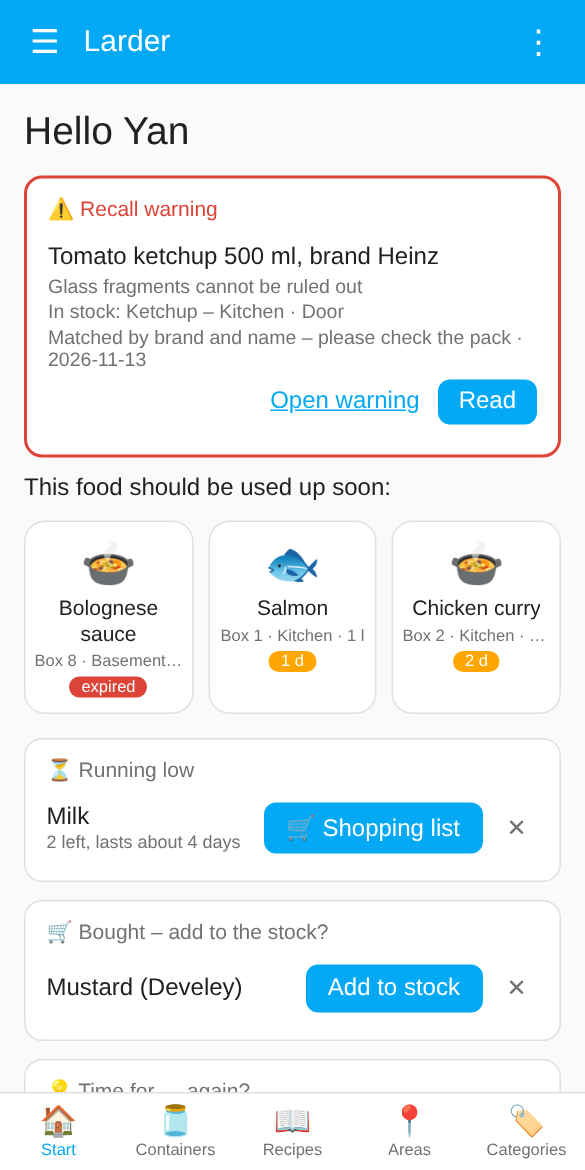 ☰ Larder ⋮
Hello Yan
⚠️ Recall warning
Tomato ketchup 500 ml, brand Heinz
Glass fragments cannot be ruled out
In stock: Ketchup – Kitchen · Door
Matched by brand and name – please check the pack ·
2026-11-13
Open warning Read
This food should be used up soon:
Bolognese
sauce
Box 8 · Basement…
expired
Salmon
Box 1 · Kitchen · 1 l
1 d
Chicken curry
Box 2 · Kitchen · …
2 d
⏳ Running low
Milk
2 left, lasts about 4 days
🛒 Shopping list ✕
🛒 Bought – add to the stock?
Mustard (Develey) Add to stock ✕
💡 Time for … again?
Start Containers Recipes Areas Categories